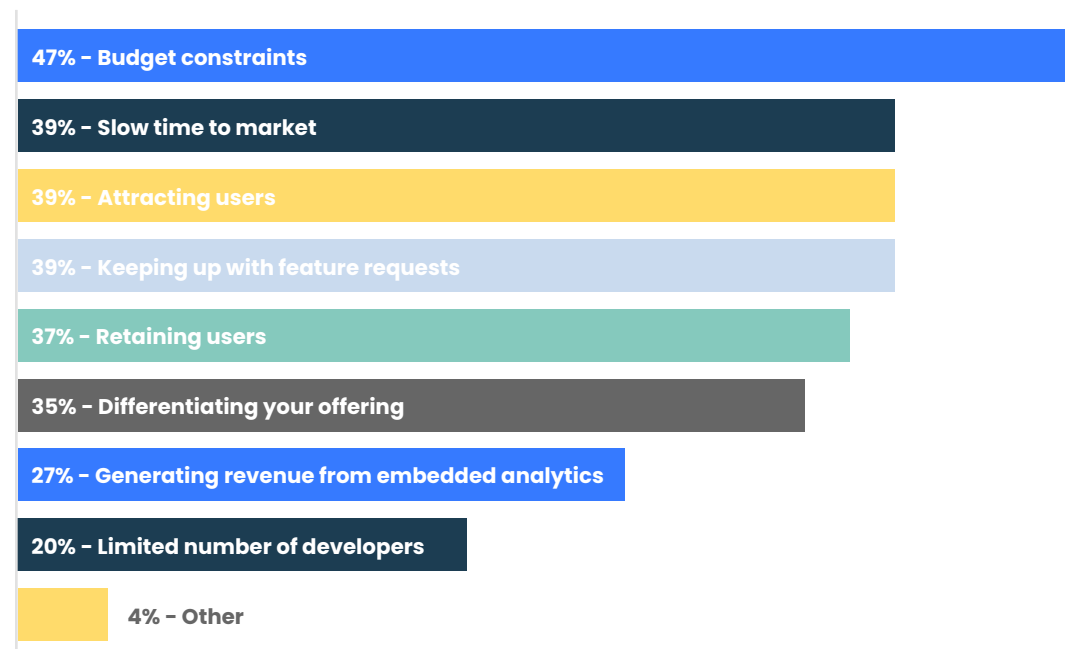 47% - Budget constraints
39% - Slow time to market
39% - Attracting users
39% - Keeping up with feature requests
37% - Retaining users
35% - Differentiating your offering
27% - Generating revenue from embedded analytics
20% - Limited number of developers
4% - Other